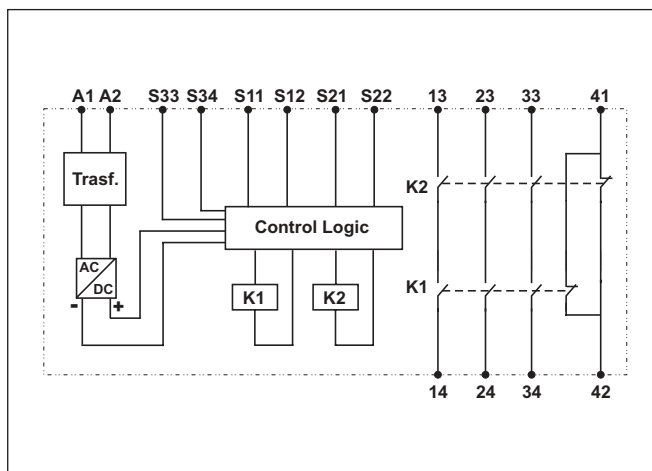 A1 A2 S33 S34 S11 S12 S21 S22 13 23 33 41
Trasf.
K2
Control Logic
AC
DC
K1 K2 K1
- +
14 24 34 42